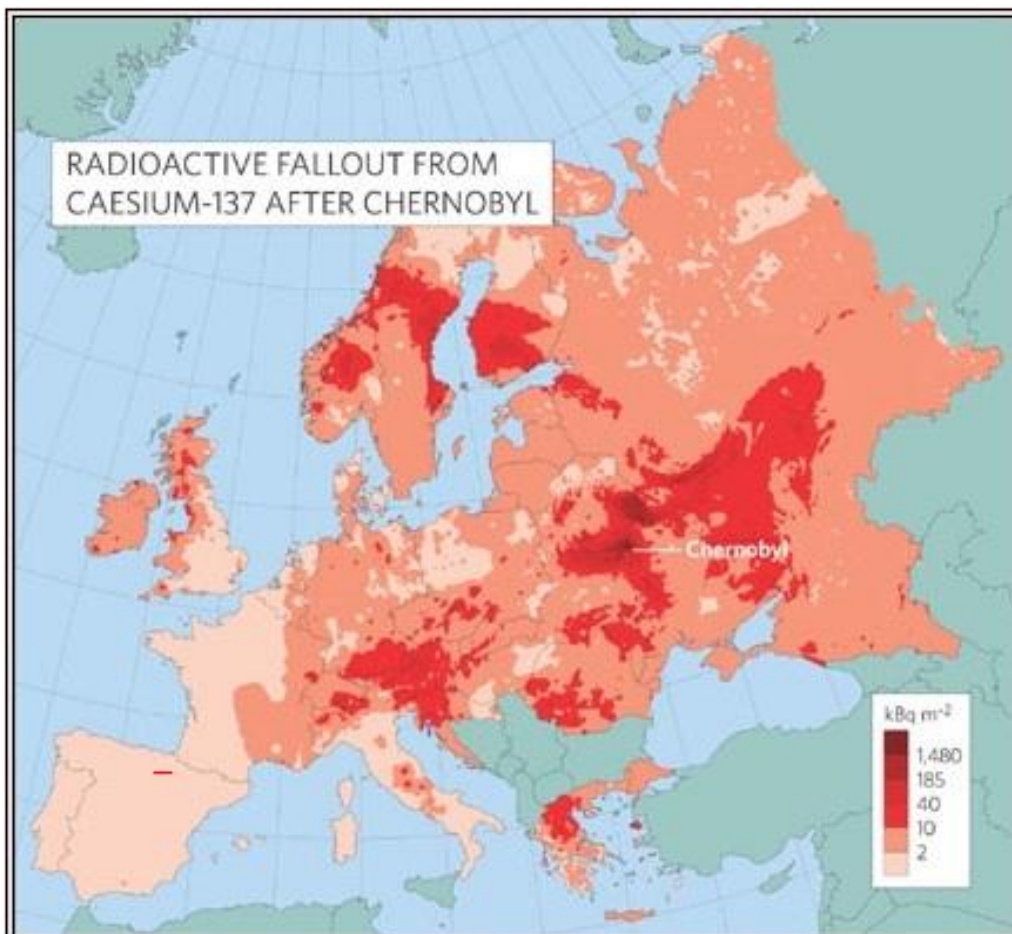 RADIOACTIVE FALLOUT FROM
CAESIUM-137 AFTER CHERNOBYL
Chernobyl
kBq m⁻²
1,480
185
40
10
2